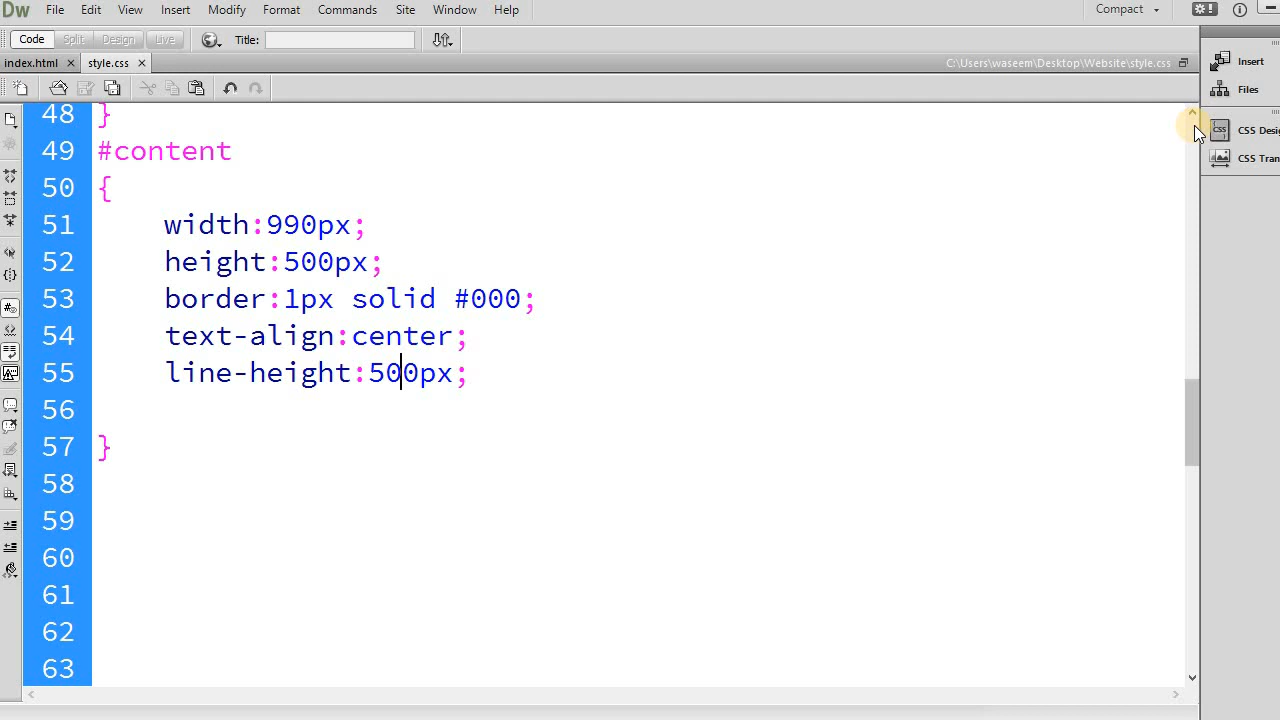 Dw File Edit View Insert Modify Format Commands Site Window Help Compact
Code Split Design Live Title:
index.html style.css C:\Users\waseem\Desktop\Website\style.css
Insert
Files
CSS
CSS
48 }
49 #content
50 {
51 width:990px;
52 height:500px;
53 border:1px solid #000;
54 text-align:center;
55 line-height:500px;
56
57 }
58
59
60
61
62
63